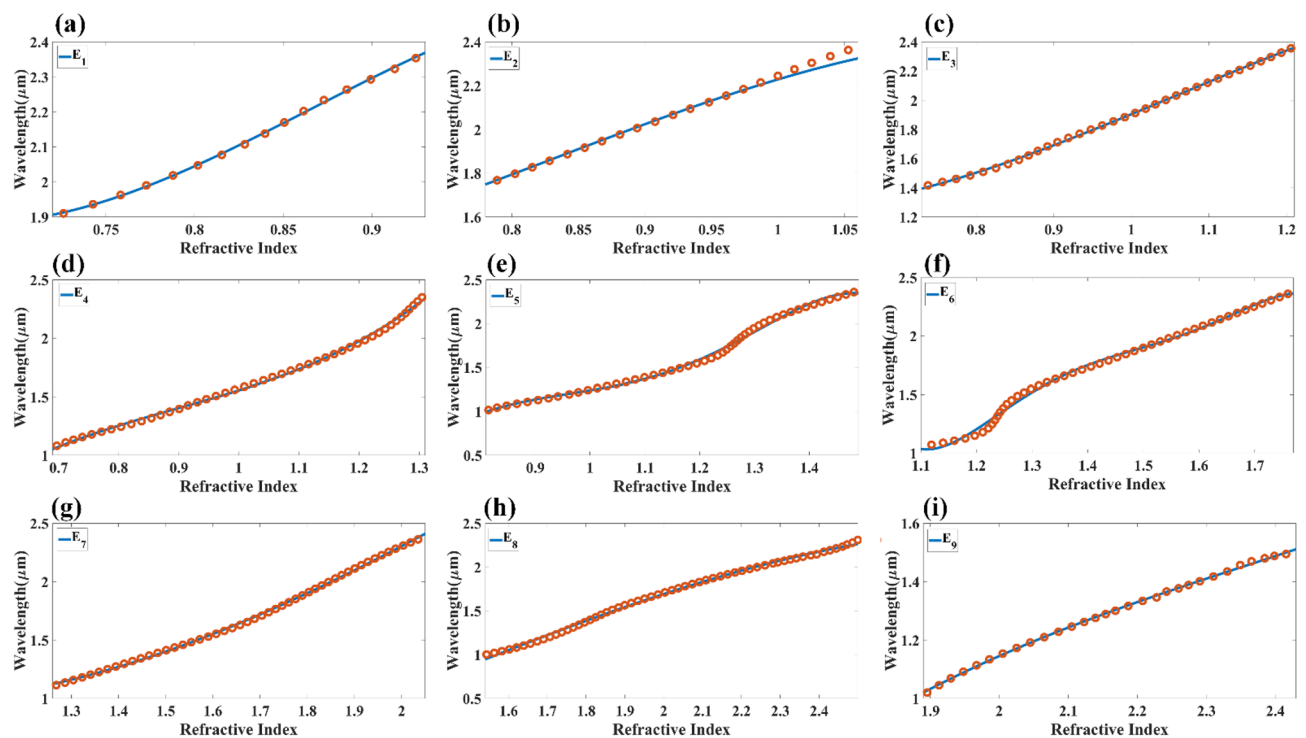 (a)
E1
Wavelength(μm)
2.4
2.3
2.2
2.1
2
1.9
0.75
0.8
0.85
0.9
Refractive Index
(b)
E2
Wavelength(μm)
2.4
2.2
2
1.8
1.6
0.8
0.85
0.9
0.95
1
1.05
Refractive Index
(c)
E3
Wavelength(μm)
2.4
2.2
2
1.8
1.6
1.4
1.2
0.8
0.9
1
1.1
1.2
Refractive Index
(d)
E4
Wavelength(μm)
2.5
2
1.5
1
0.7
0.8
0.9
1
1.1
1.2
1.3
Refractive Index
(e)
E5
Wavelength(μm)
2.5
2
1.5
1
0.5
0.9
1
1.1
1.2
1.3
1.4
Refractive Index
(f)
E6
Wavelength(μm)
2.5
2
1.5
1
1.1
1.2
1.3
1.4
1.5
1.6
1.7
Refractive Index
(g)
E7
Wavelength(μm)
2.5
2
1.5
1
1.3
1.4
1.5
1.6
1.7
1.8
1.9
2
Refractive Index
(h)
E8
Wavelength(μm)
2.5
2
1.5
1
0.5
1.6
1.7
1.8
1.9
2
2.1
2.2
2.3
2.4
Refractive Index
(i)
E9
Wavelength(μm)
1.6
1.4
1.2
1
1.9
2
2.1
2.2
2.3
2.4
Refractive Index